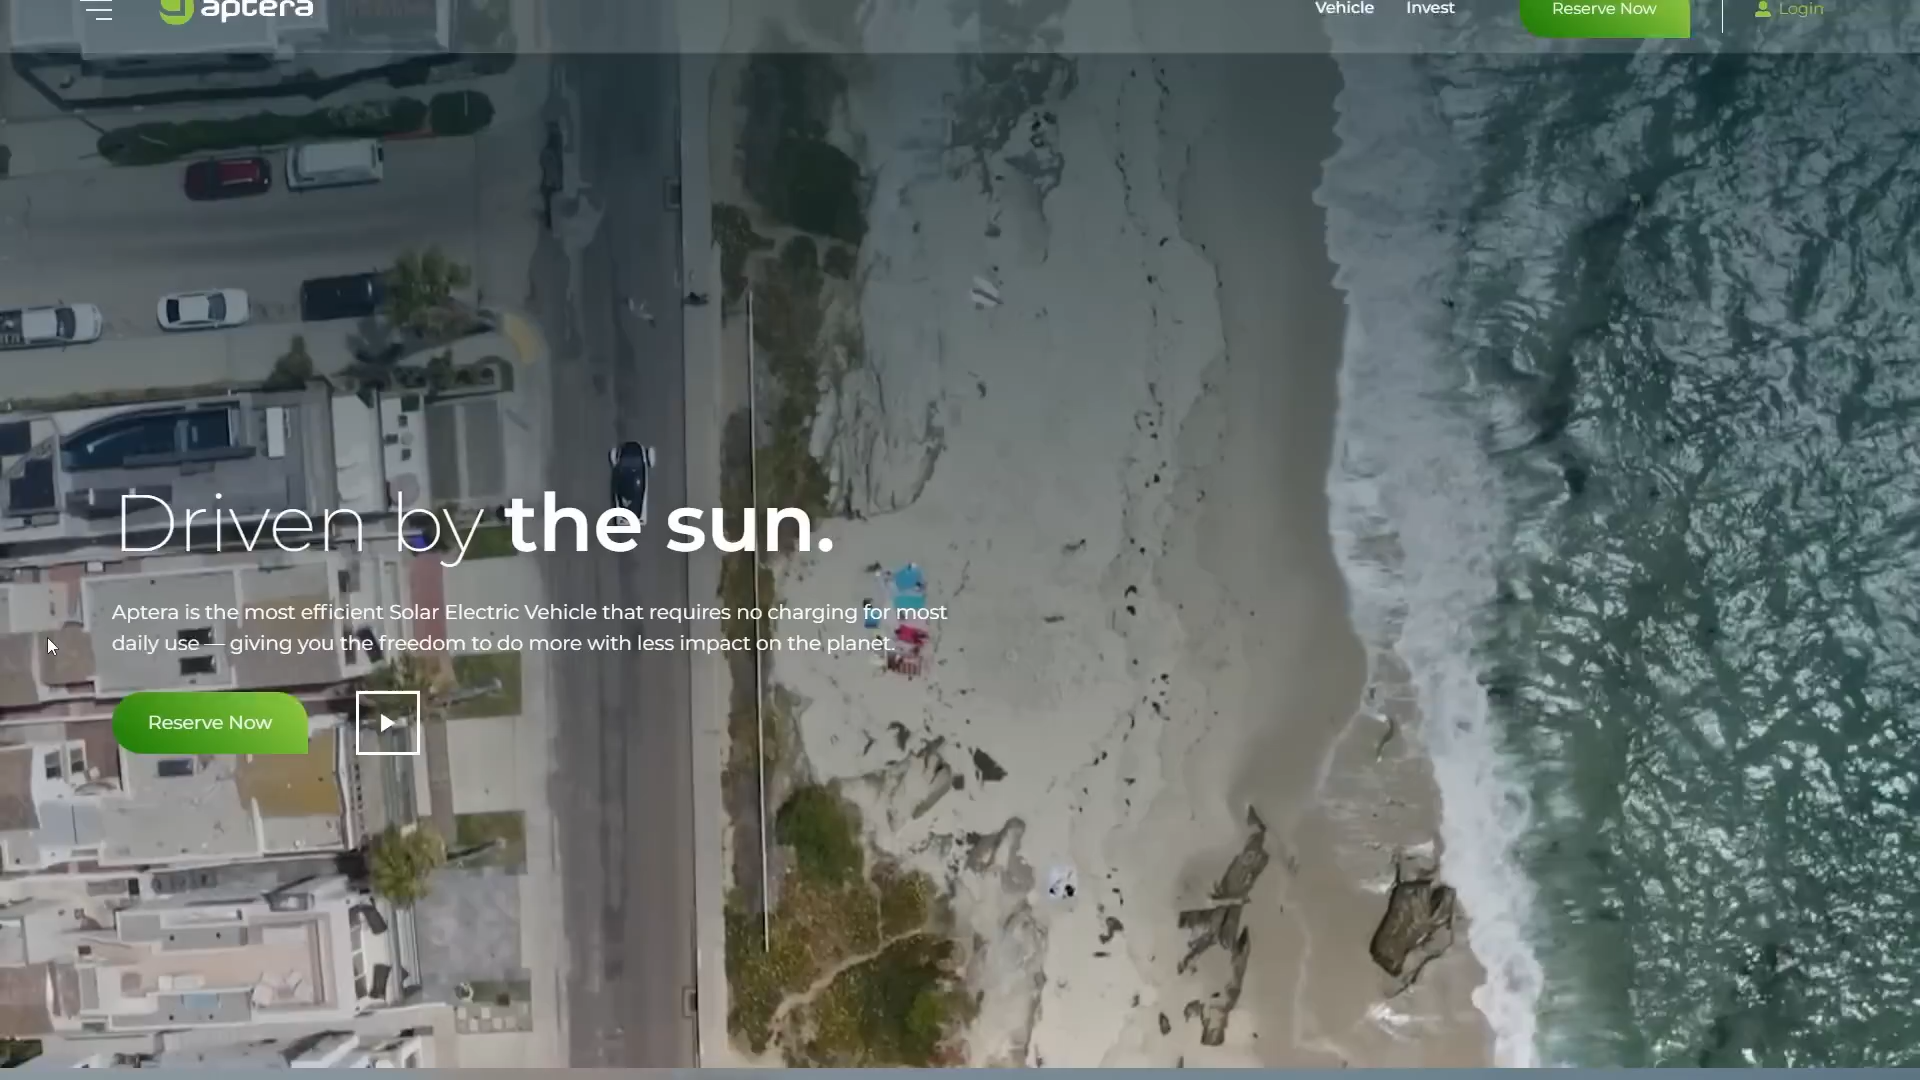 aptera
Vehicle
Invest
Reserve Now
Login
Driven by the sun.
Aptera is the most efficient Solar Electric Vehicle that requires no charging for most
daily use — giving you the freedom to do more with less impact on the planet.
Reserve Now